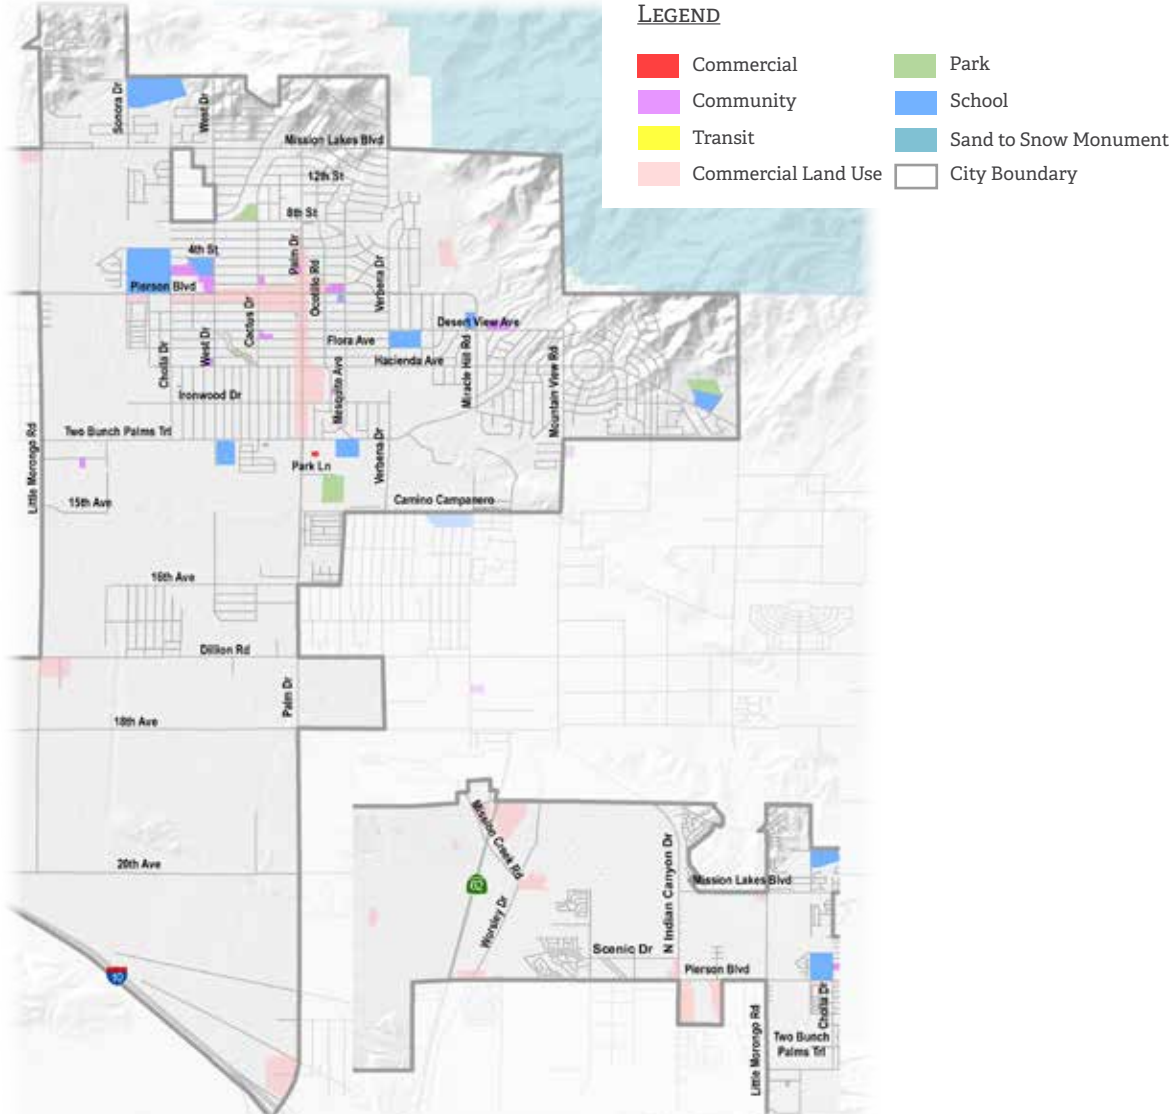 LEGEND
Commercial
Park
Community
School
Transit
Sand to Snow Monument
Commercial Land Use
City Boundary
Sonora Dr
West Dr
Mission Lakes Blvd
12th St
8th St
4th St
Palm Dr
Ocotillo Rd
Verbena Dr
Pierson Blvd
Cactus Dr
Desert View Ave
Flora Ave
Cholla Dr
West Dr
Hacienda Ave
Miracle Hill Rd
Mountain View Rd
Ironwood Dr
Mesquite Ave
Two Bunch Palms Trl
Little Morongo Rd
Verbena Dr
Park Ln
15th Ave
Camino Campanero
16th Ave
Dillion Rd
Palm Dr
18th Ave
20th Ave
10
Mission Creek Rd
62
Worsley Dr
N Indian Canyon Dr
Mission Lakes Blvd
Scenic Dr
Pierson Blvd
Cholla Dr
Little Morongo Rd
Two Bunch
Palms Trl